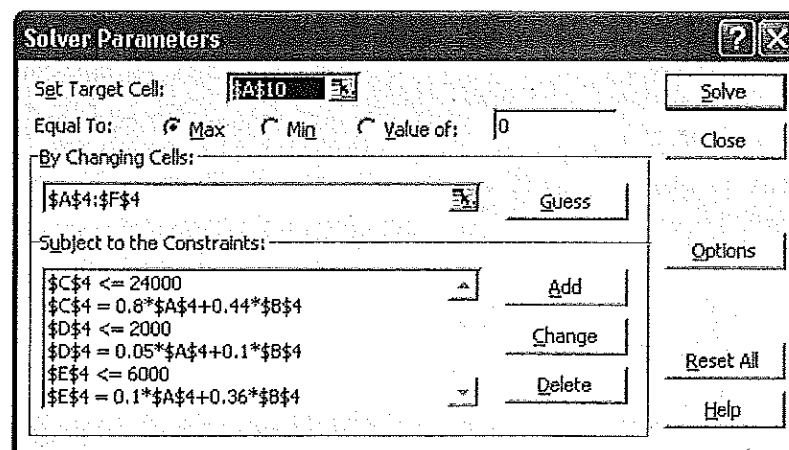 Solver Parameters
Set Target Cell: $A$10
Solve
Equal To: Max Min Value of: 0
Close
By Changing Cells:
$A$4:$F$4
Guess
Subject to the Constraints:
Options
$C$4 <= 24000
Add
$C$4 = 0.8*$A$4+0.44*$B$4
$D$4 <= 2000
Change
$D$4 = 0.05*$A$4+0.1*$B$4
Reset All
$E$4 <= 6000
Delete
$E$4 = 0.1*$A$4+0.36*$B$4
Help